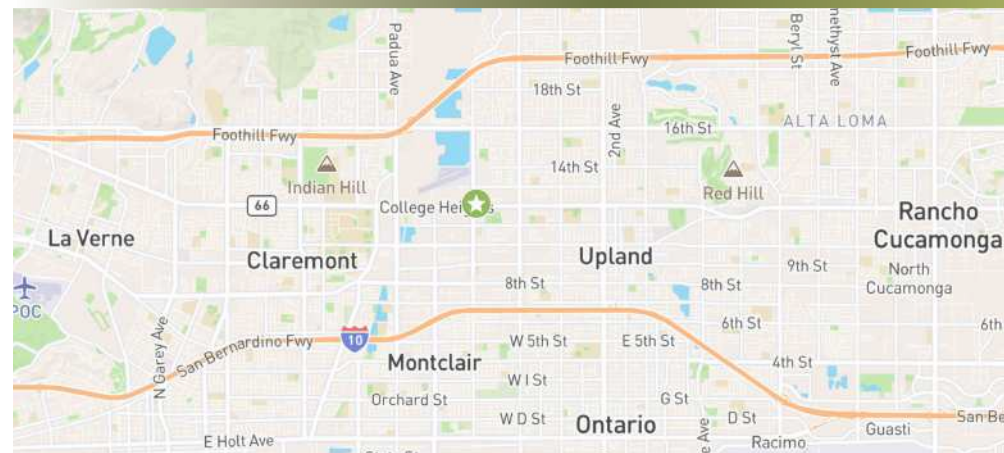 Padua Ave
Beryl St
methyst Ave
Foothill Fwy
Foothill Fwy
18th St
2nd Ave
16th St
ALTA LOMA
Foothill Fwy
14th St
Indian Hill
Red Hill
66
College Heights
Rancho
Cucamonga
La Verne
Claremont
Upland
9th St
North
Cucamonga
8th St
8th St
POC
6th St
6th
N Garey Ave
San Bernardino Fwy
10
W 5th St
E 5th St
Montclair
4th St
W I St
Orchard St
G St
W D St
D St
San Be
Ontario
Guasti
E Holt Ave
e Ave
Racimo